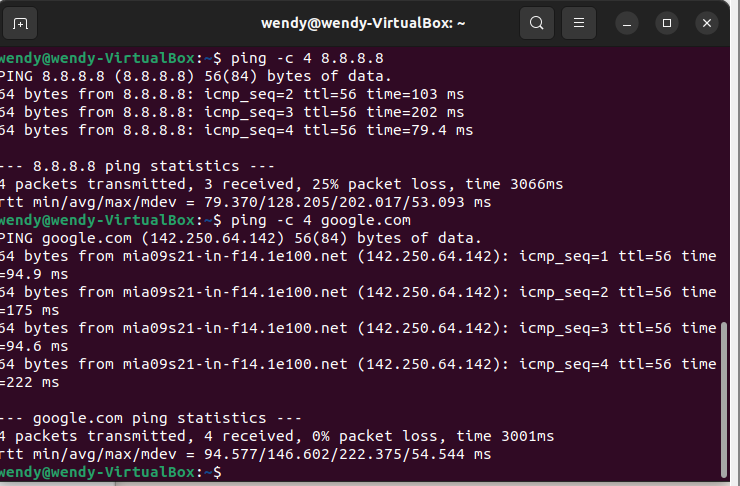 wendy@wendy-VirtualBox: ~
wendy@wendy-VirtualBox:~$ ping -c 4 8.8.8.8
PING 8.8.8.8 (8.8.8.8) 56(84) bytes of data.
64 bytes from 8.8.8.8: icmp_seq=2 ttl=56 time=103 ms
64 bytes from 8.8.8.8: icmp_seq=3 ttl=56 time=202 ms
64 bytes from 8.8.8.8: icmp_seq=4 ttl=56 time=79.4 ms
--- 8.8.8.8 ping statistics ---
4 packets transmitted, 3 received, 25% packet loss, time 3066ms
rtt min/avg/max/mdev = 79.370/128.205/202.017/53.093 ms
wendy@wendy-VirtualBox:~$ ping -c 4 google.com
PING google.com (142.250.64.142) 56(84) bytes of data.
64 bytes from mia09s21-in-f14.1e100.net (142.250.64.142): icmp_seq=1 ttl=56 time
=94.9 ms
64 bytes from mia09s21-in-f14.1e100.net (142.250.64.142): icmp_seq=2 ttl=56 time
=175 ms
64 bytes from mia09s21-in-f14.1e100.net (142.250.64.142): icmp_seq=3 ttl=56 time
=94.6 ms
64 bytes from mia09s21-in-f14.1e100.net (142.250.64.142): icmp_seq=4 ttl=56 time
=222 ms
--- google.com ping statistics ---
4 packets transmitted, 4 received, 0% packet loss, time 3001ms
rtt min/avg/max/mdev = 94.577/146.602/222.375/54.544 ms
wendy@wendy-VirtualBox:~$